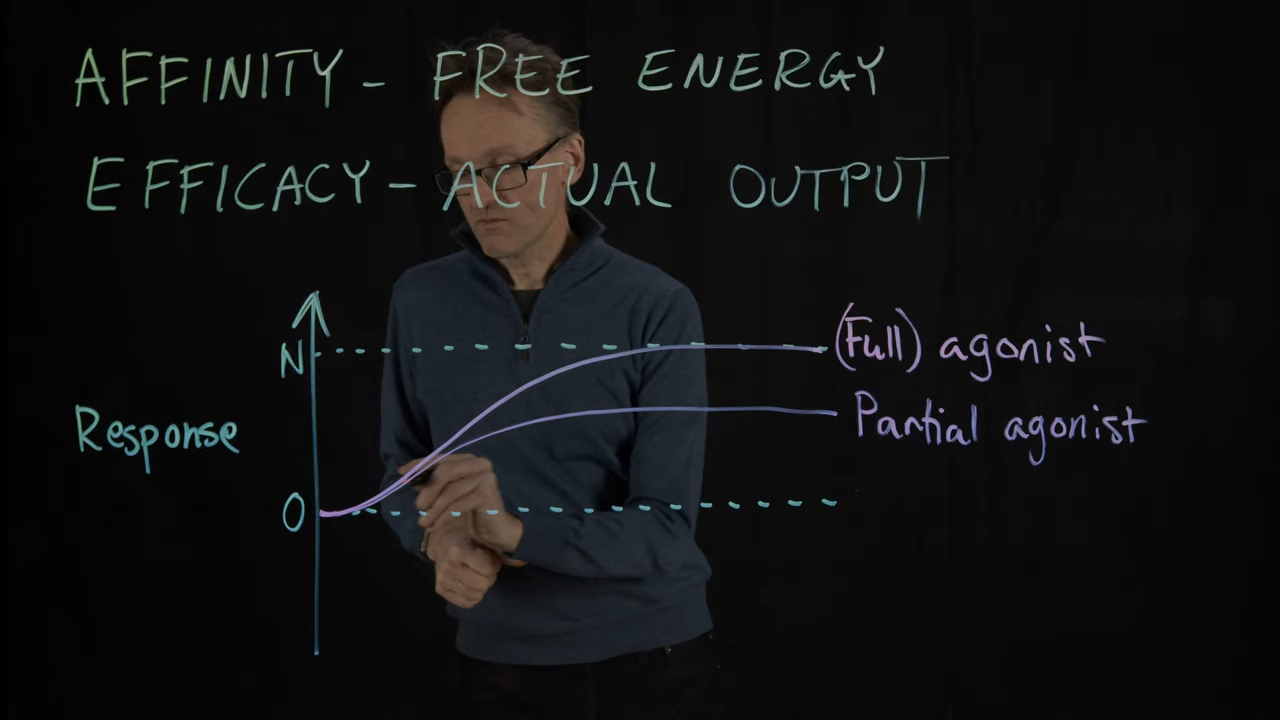 AFFINITY - FREE ENERGY
EFFICACY - ACTUAL OUTPUT
N
(Full) agonist
Response
Partial agonist
0